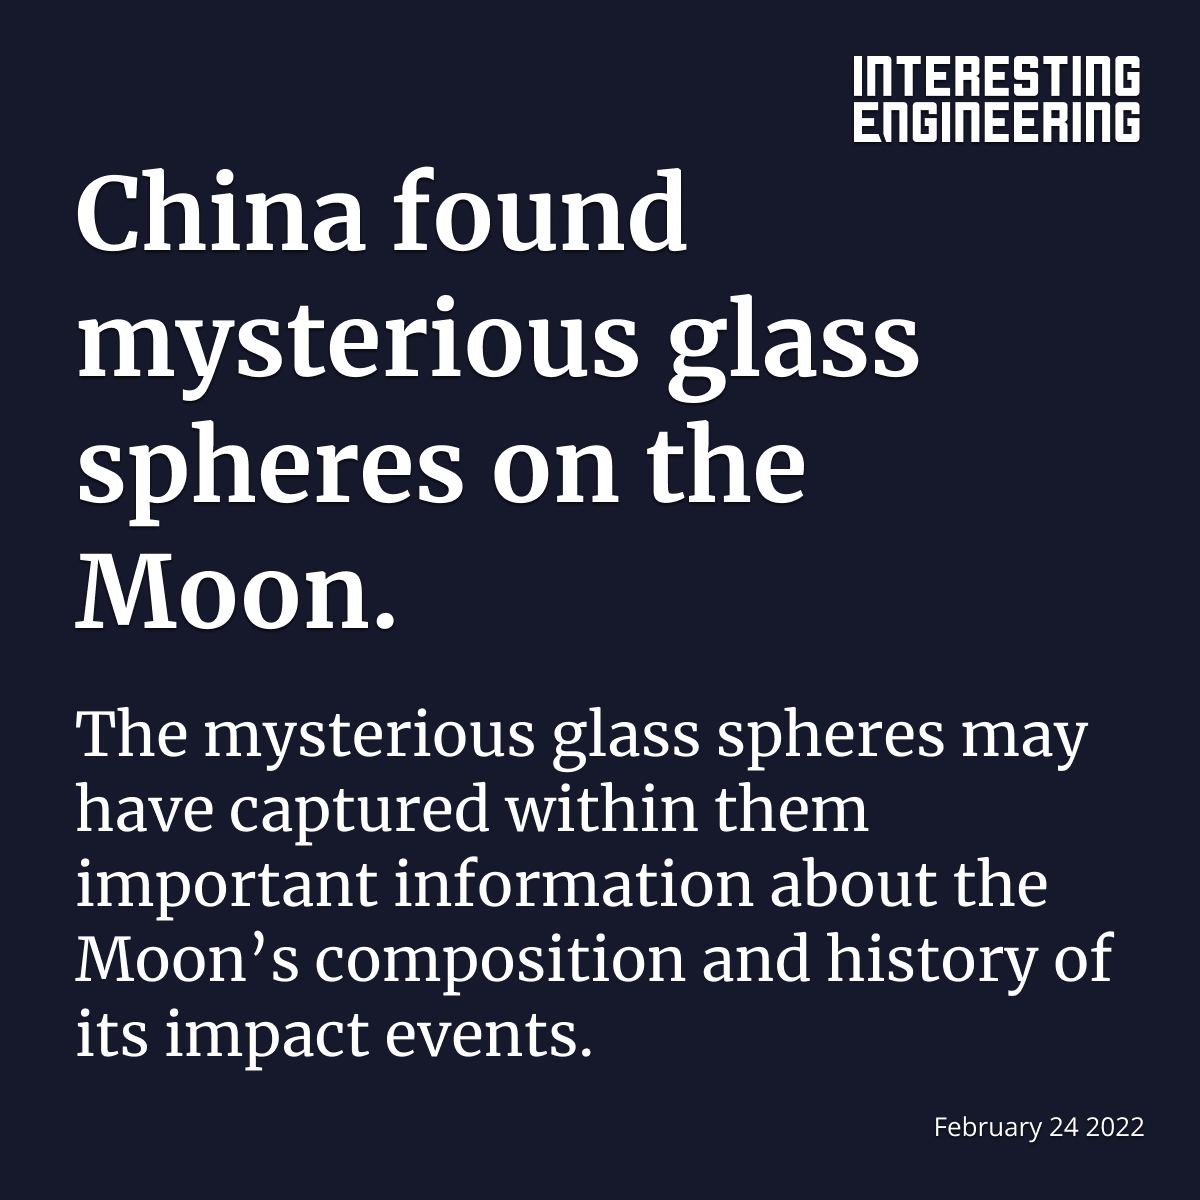 INTERESTING
ENGINEERING
China found
mysterious glass
spheres on the
Moon.
The mysterious glass spheres may
have captured within them
important information about the
Moon’s composition and history of
its impact events.
February 24 2022